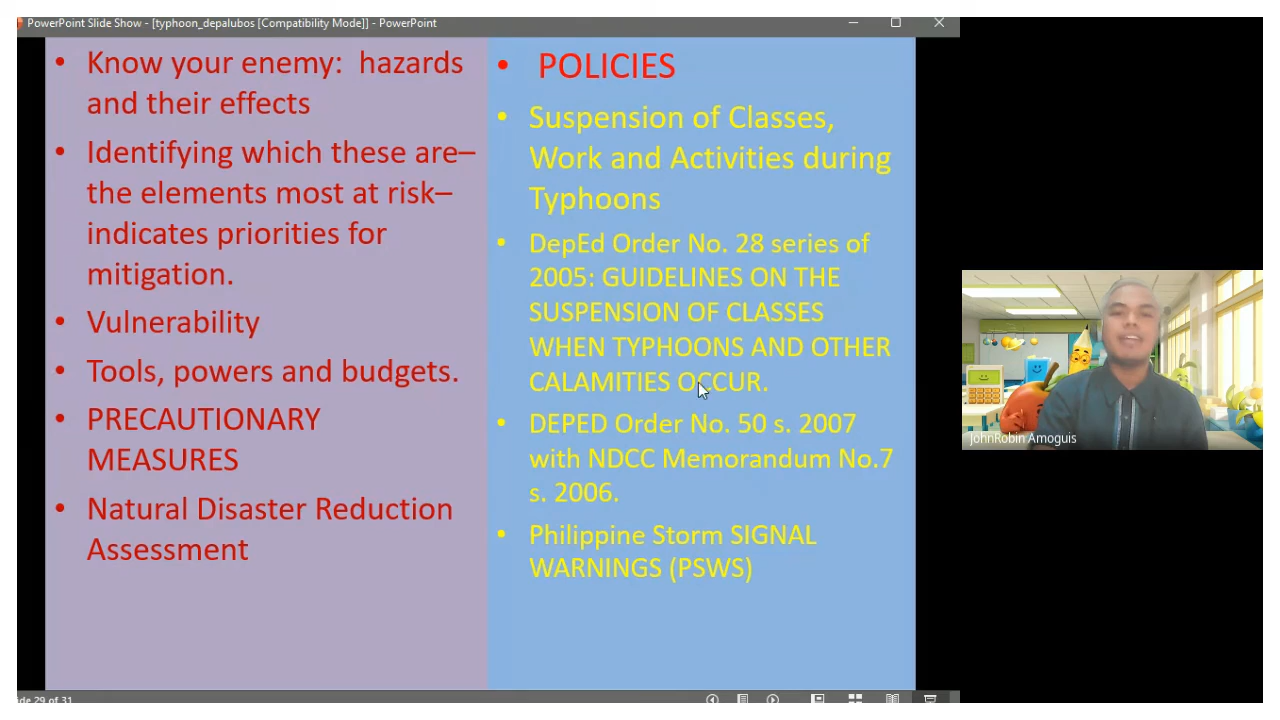 PowerPoint Slide Show - [typhoon_depalubos [Compatibility Mode]] - PowerPoint
• Know your enemy: hazards
and their effects
• Identifying which these are–
the elements most at risk–
indicates priorities for
mitigation.
• Vulnerability
• Tools, powers and budgets.
• PRECAUTIONARY
MEASURES
• Natural Disaster Reduction
Assessment
• POLICIES
• Suspension of Classes,
Work and Activities during
Typhoons
• DepEd Order No. 28 series of
2005: GUIDELINES ON THE
SUSPENSION OF CLASSES
WHEN TYPHOONS AND OTHER
CALAMITIES OCCUR.
• DEPED Order No. 50 s. 2007
with NDCC Memorandum No.7
s. 2006.
• Philippine Storm SIGNAL
WARNINGS (PSWS)
JohnRobin Amoguis
ide 29 of 31